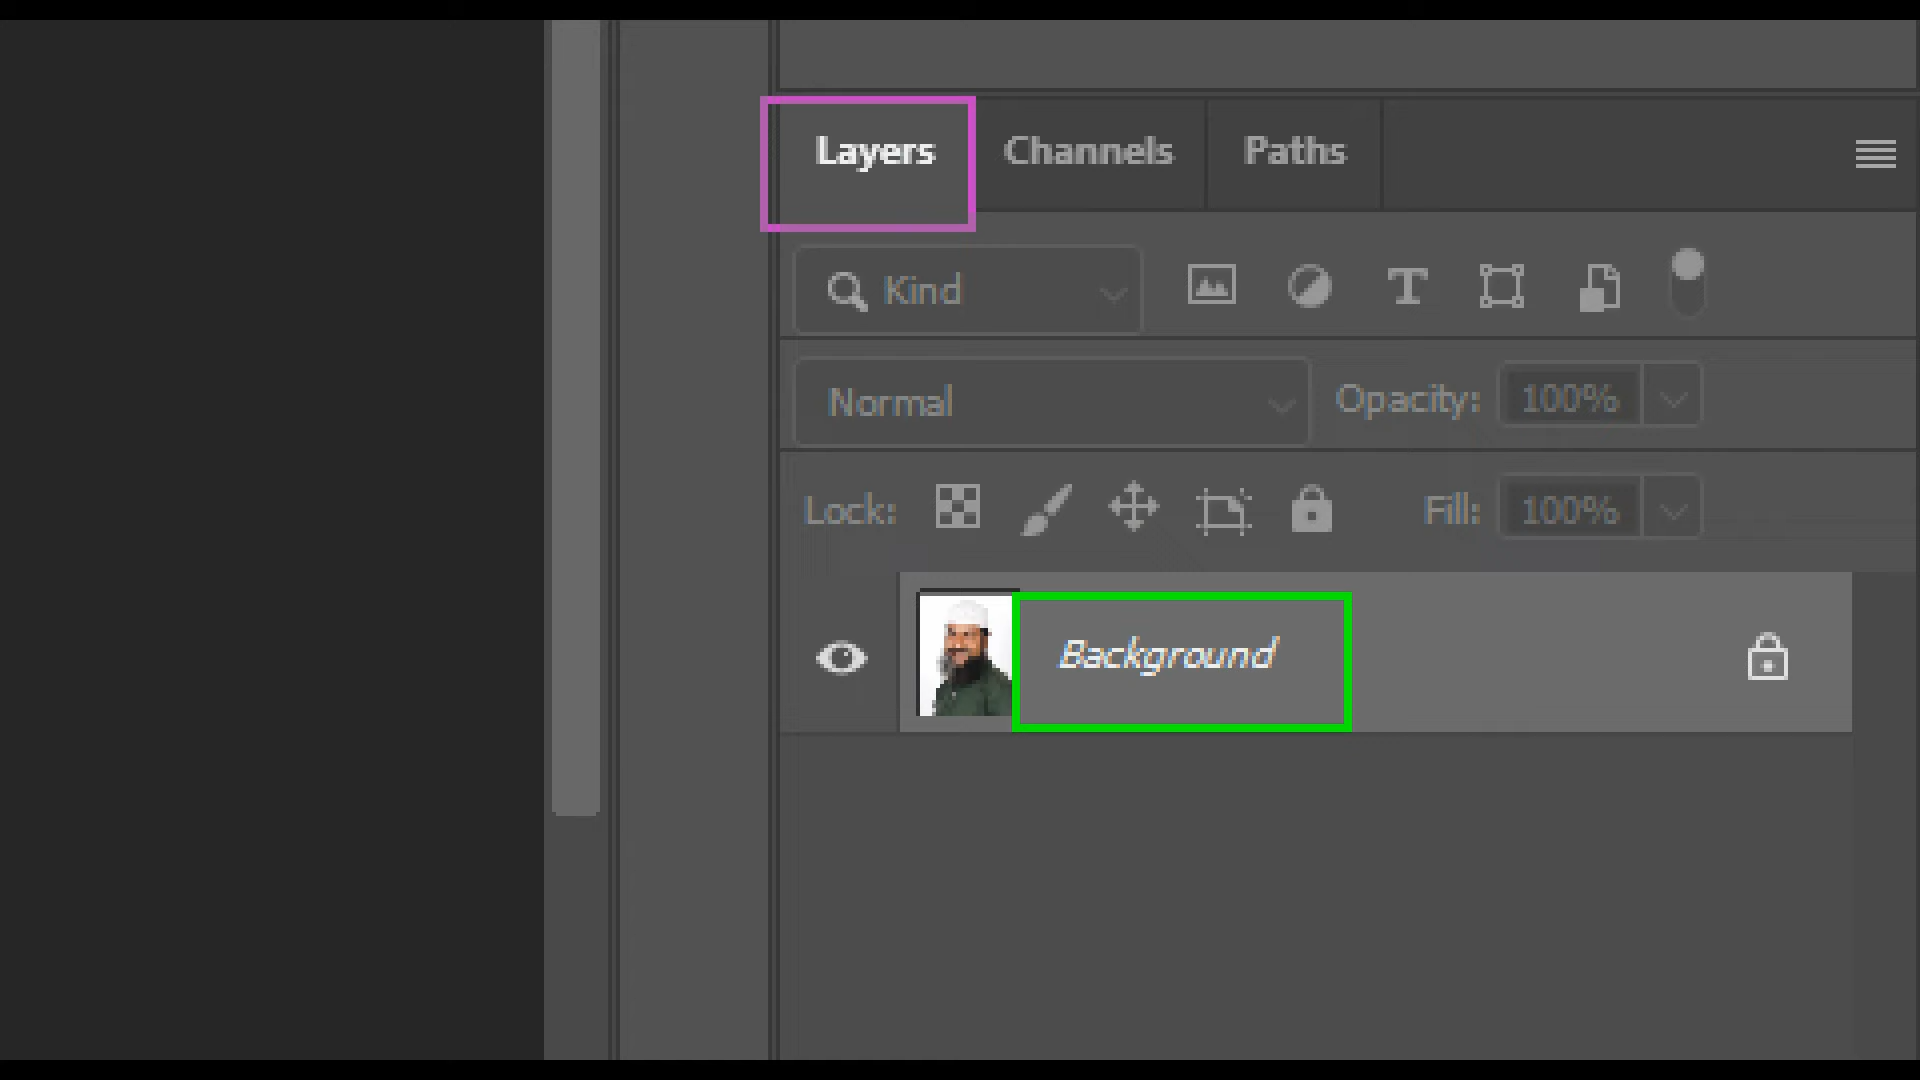 Layers Channels Paths
Kind
Normal Opacity: 100%
Lock: Fill: 100%
Background